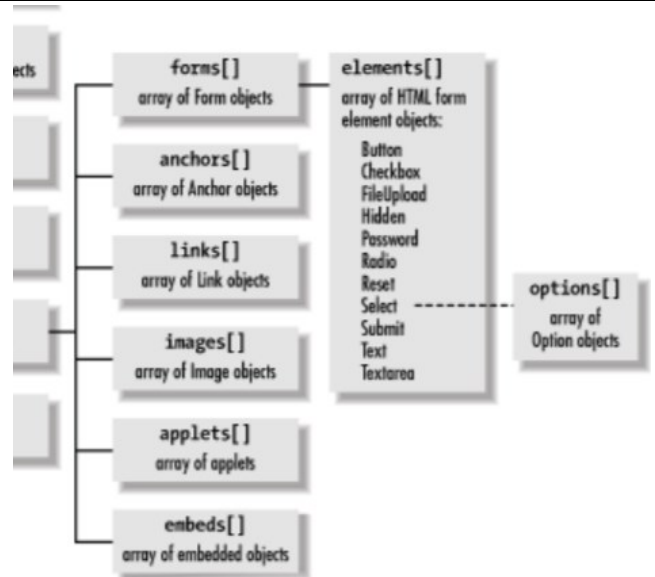 ects
forms[]
array of Form objects
anchors[]
array of Anchor objects
links[]
array of Link objects
images[]
array of Image objects
applets[]
array of applets
embeds[]
array of embedded objects
elements[]
array of HTML form
element objects:
Button
Checkbox
FileUpload
Hidden
Password
Radio
Reset
Select
Submit
Text
Textarea
options[]
array of
Option objects